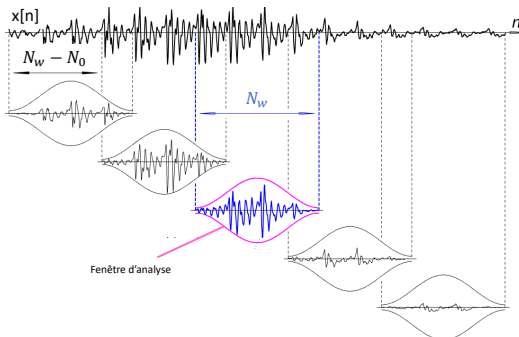 x[n]
n
N_w − N_0
N_w
. .
Fenêtre d'analyse